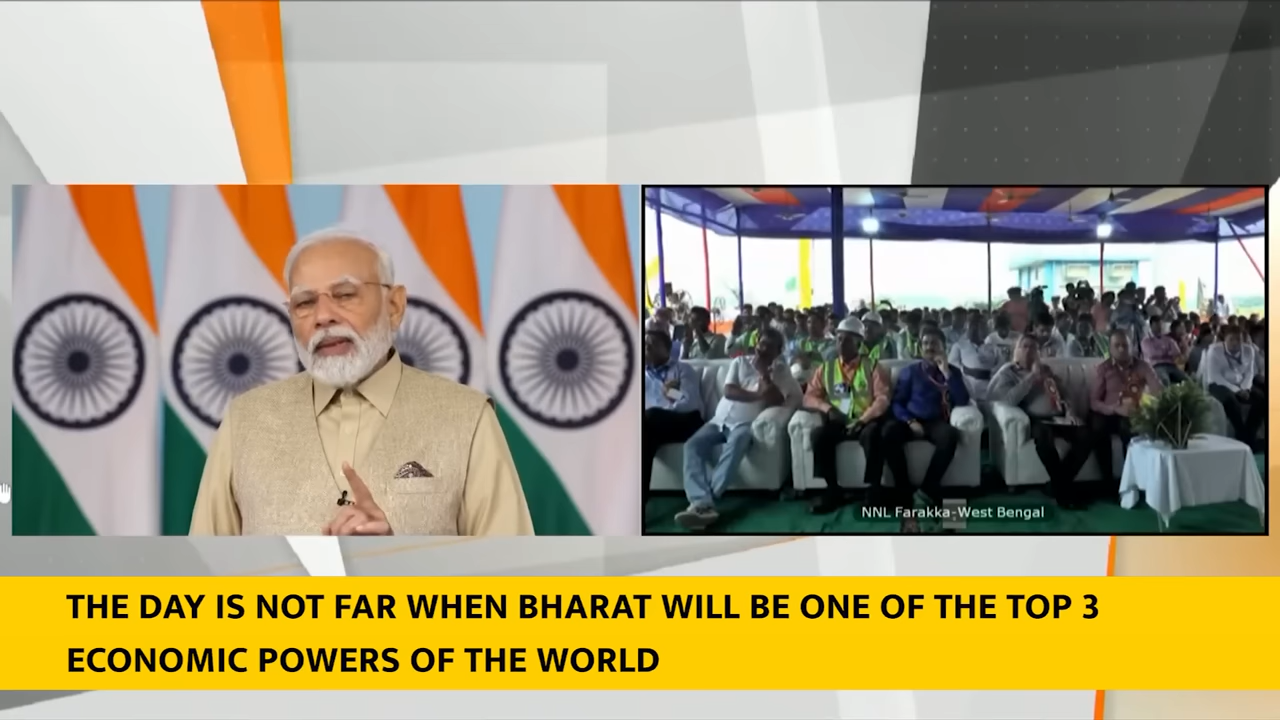 NNL Farakka-West Bengal
THE DAY IS NOT FAR WHEN BHARAT WILL BE ONE OF THE TOP 3
ECONOMIC POWERS OF THE WORLD